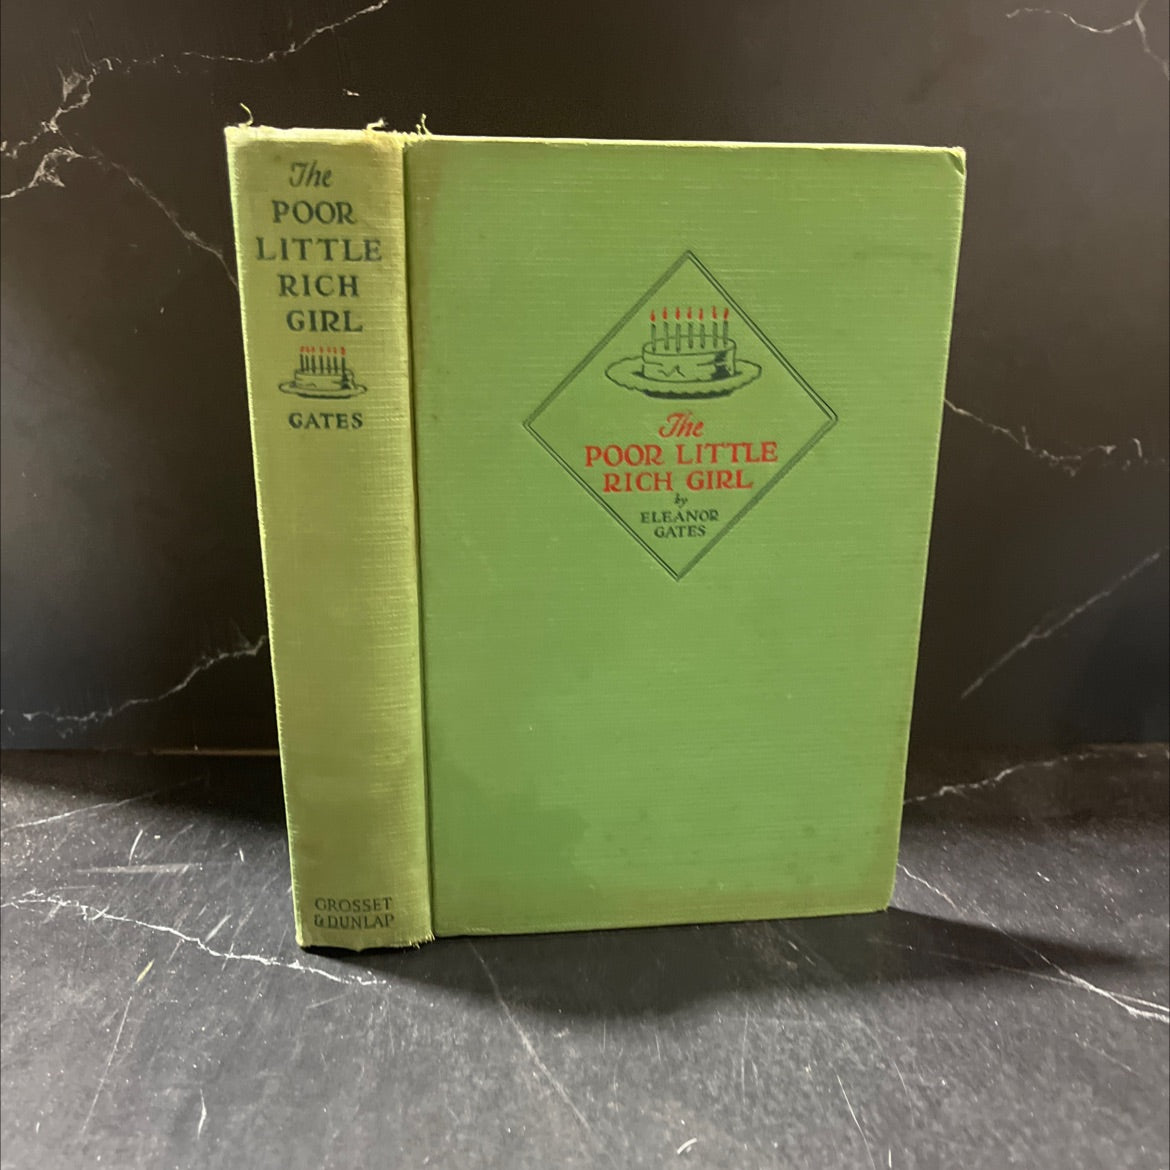 The
POOR
LITTLE
RICH
GIRL
GATES
GROSSET
& DUNLAP
The
POOR LITTLE
RICH GIRL
by
ELEANOR
GATES